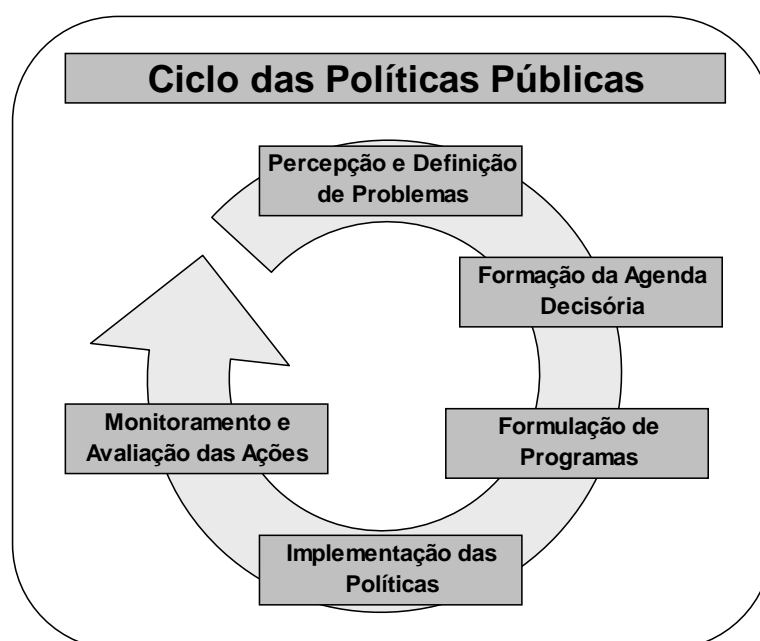 Ciclo das Políticas Públicas
Percepção e Definição
de Problemas
Formação da Agenda
Decisória
Formulação de
Programas
Implementação das
Políticas
Monitoramento e
Avaliação das Ações